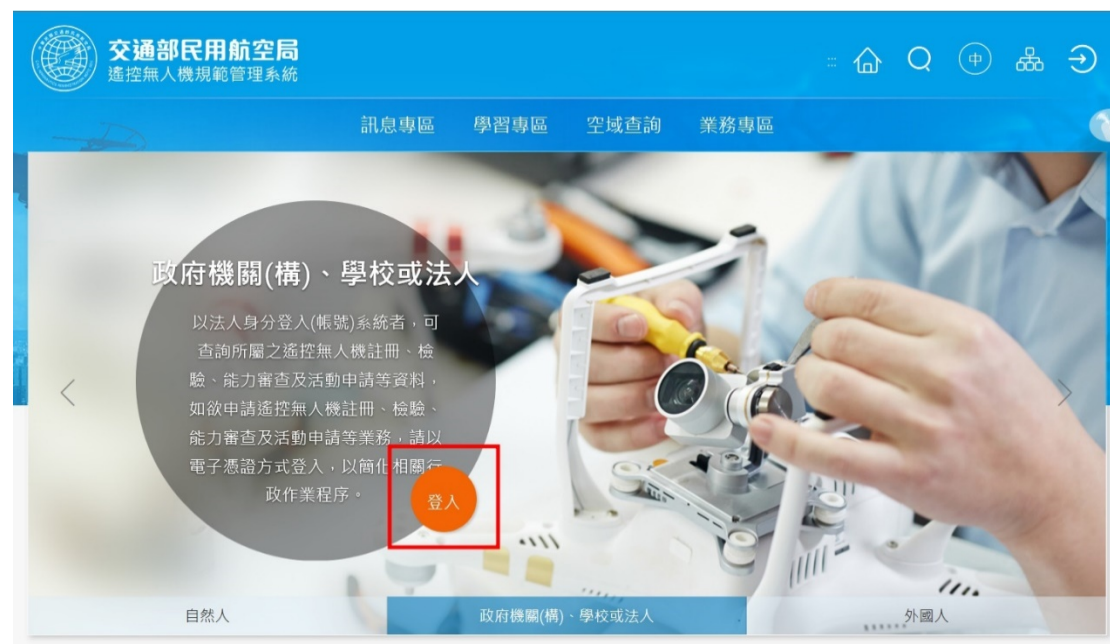 交通部民用航空局
遙控無人機規範管理系統
中
訊息專區 學習專區 空域查詢 業務專區
政府機關(構)、學校或法人
以法人身分登入(帳號)系統者,可
查詢所屬之遙控無人機註冊、檢
驗、能力審查及活動申請等資料,
如欲申請遙控無人機註冊、檢驗、
能力審查及活動申請等業務,請以
電子憑證方式登入,以簡化相關行
政作業程序。
登入
自然人 政府機關(構)、學校或法人 外國人